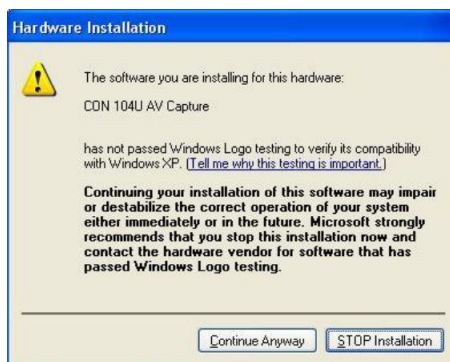 Hardware Installation
The software you are installing for this hardware:
CON 104U AV Capture
has not passed Windows Logo testing to verify its compatibility
with Windows XP. (Tell me why this testing is important.)
Continuing your installation of this software may impair
or destabilize the correct operation of your system
either immediately or in the future. Microsoft strongly
recommends that you stop this installation now and
contact the hardware vendor for software that has
passed Windows Logo testing.
Continue Anyway
STOP Installation